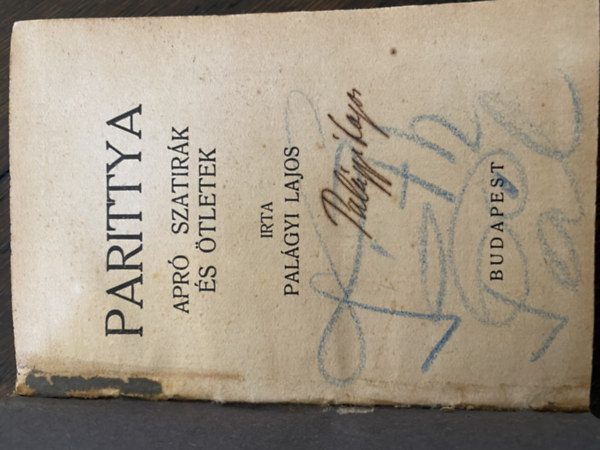 PARITTYA
APRÓ SZATIRÁK
ÉS ÖTLETEK
IRTA
PALÁGYI LAJOS
Palágyi Lajos
BUDAPEST